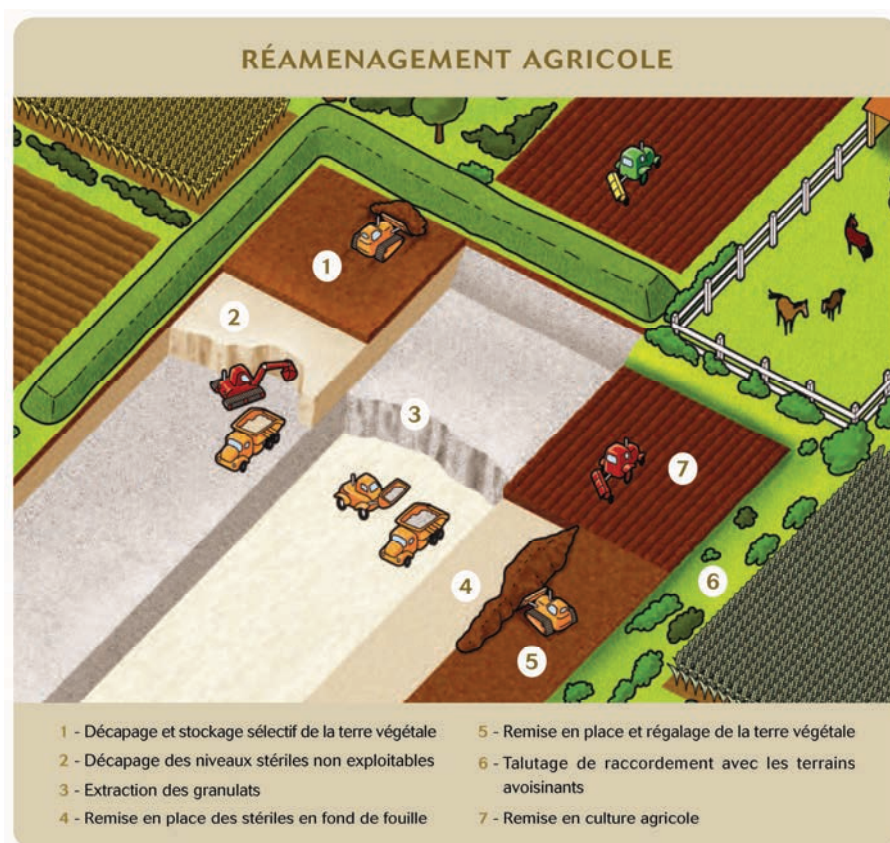 RÉAMENAGEMENT AGRICOLE
1
2
3
7
4
6
5
1 - Décapage et stockage sélectif de la terre végétale
2 - Décapage des niveaux stériles non exploitables
3 - Extraction des granulats
4 - Remise en place des stériles en fond de fouille
5 - Remise en place et régalage de la terre végétale
6 - Talutage de raccordement avec les terrains
avoisinants
7 - Remise en culture agricole